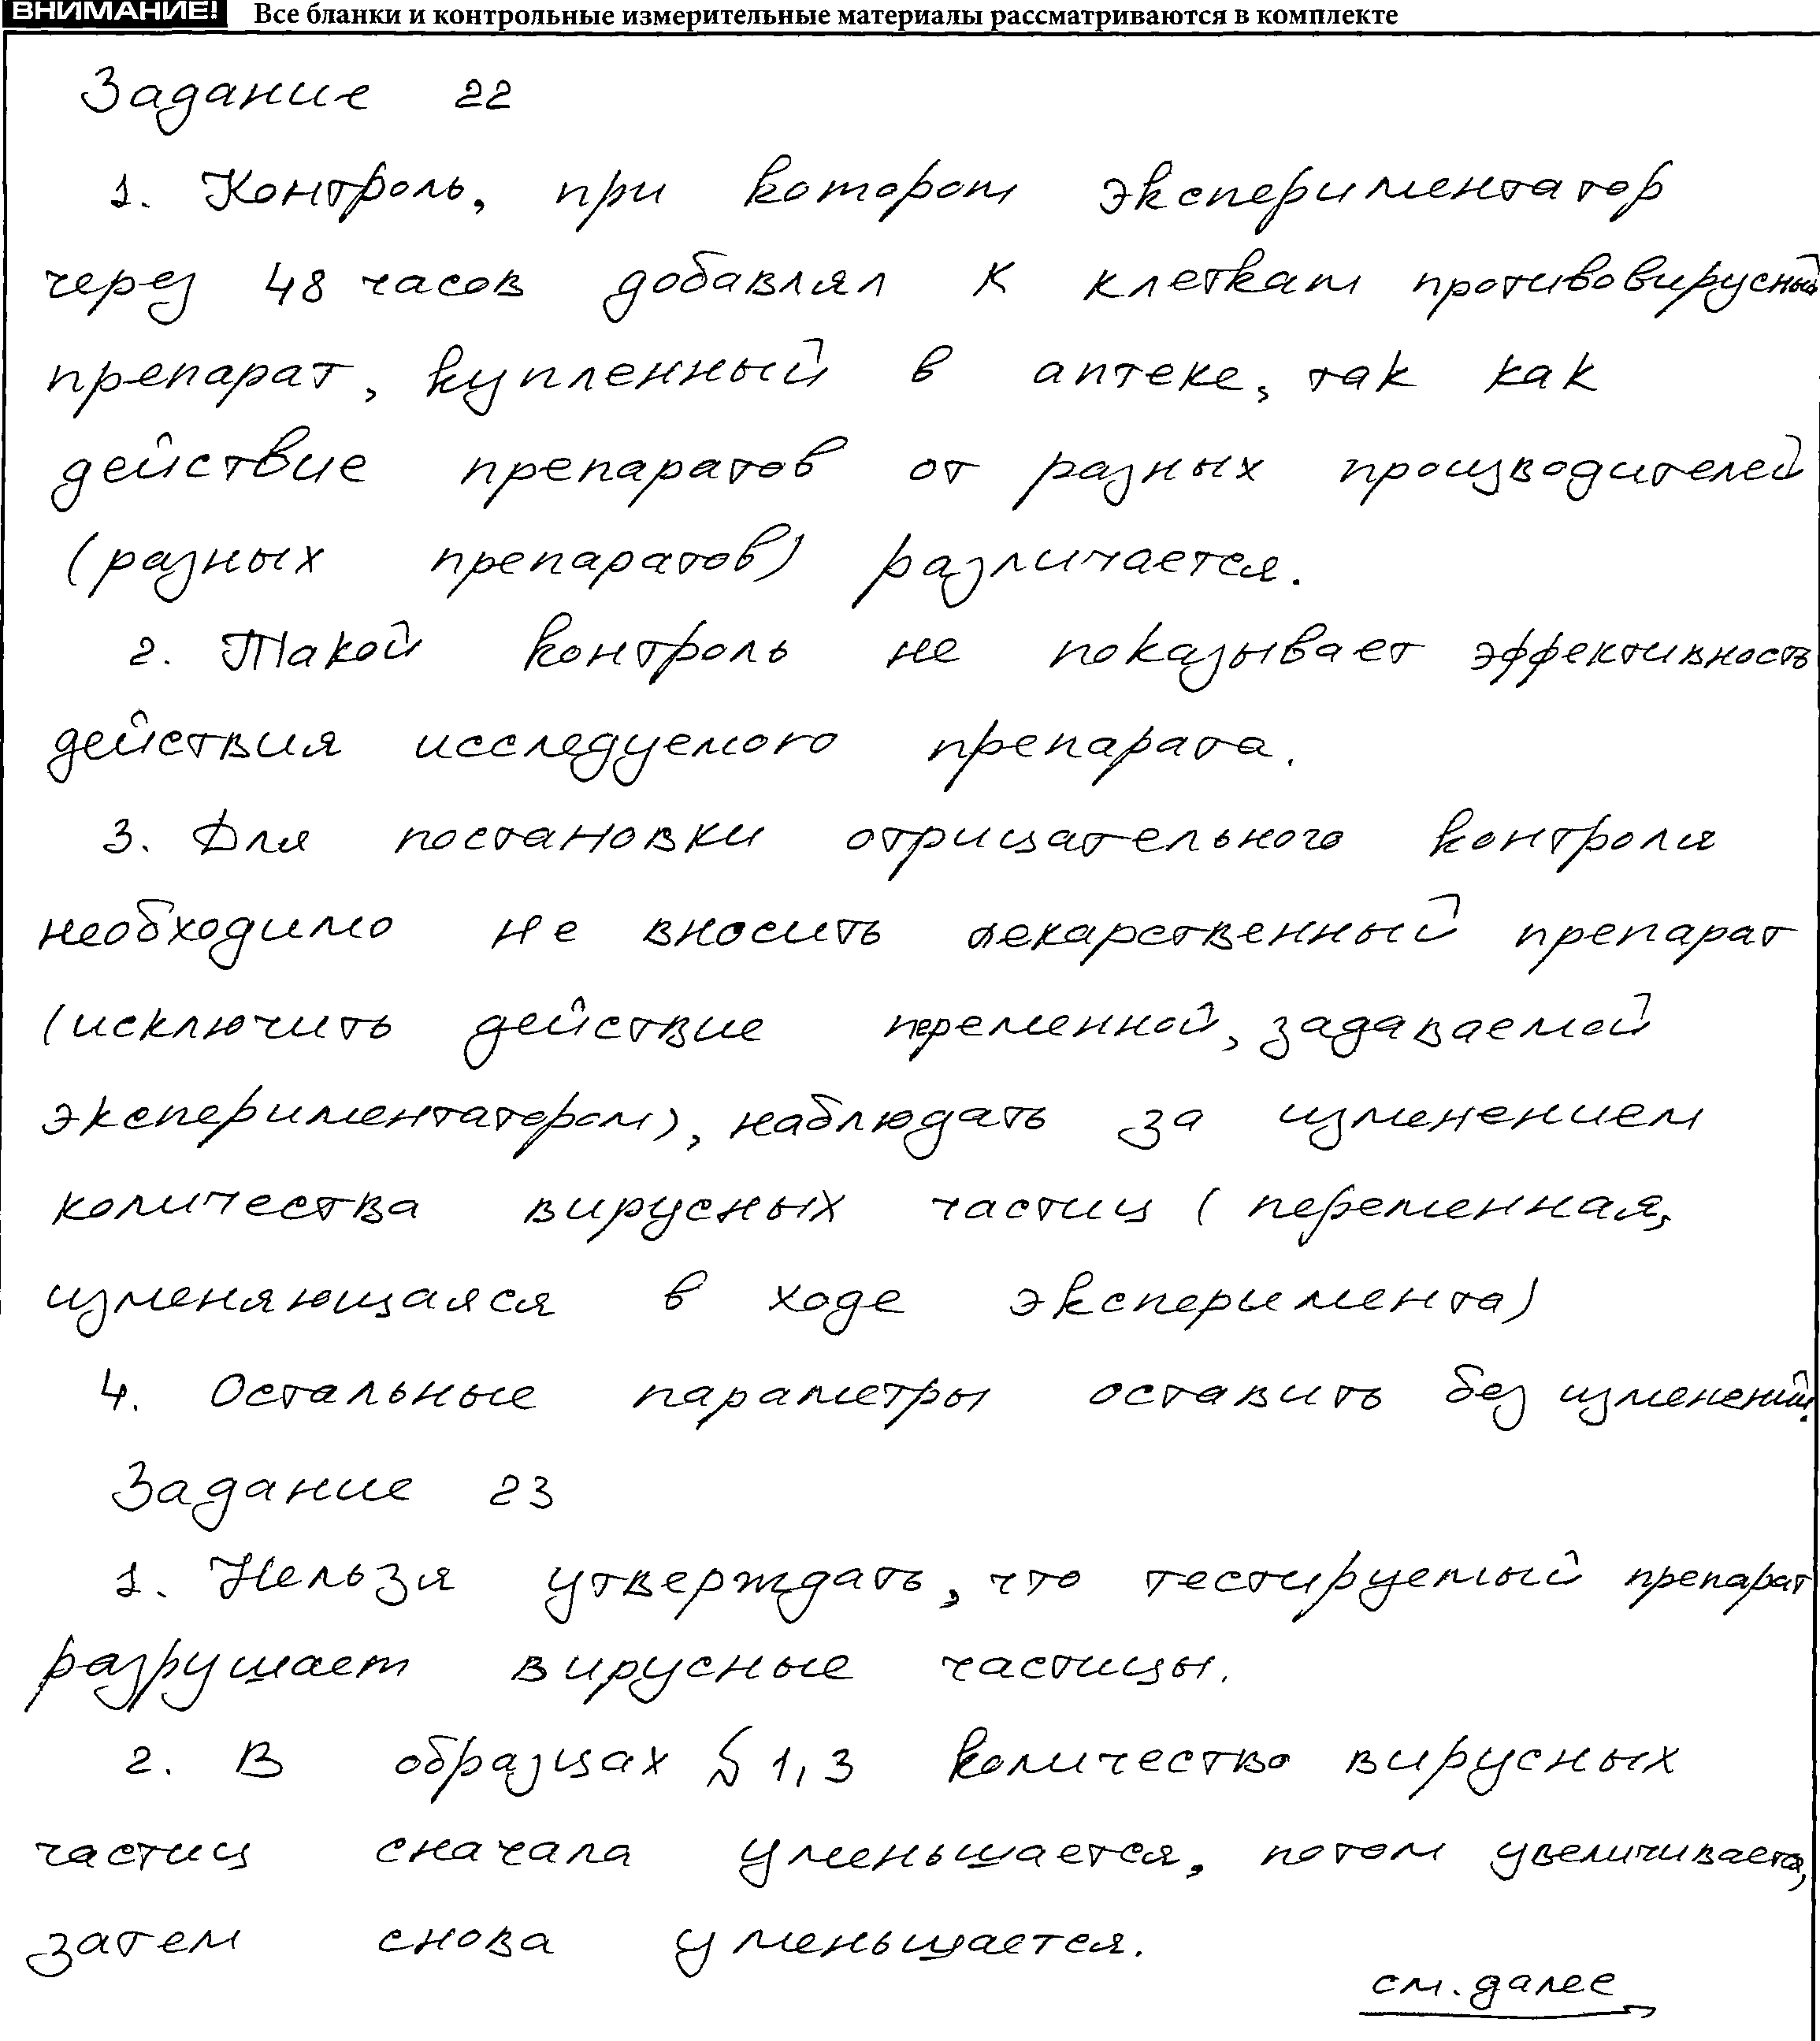 ВНИМАНИЕ! Все бланки и контрольные измерительные материалы рассматриваются в комплекте
Задание 22
1. Контроль, при котором экспериментатор
через 48 часов добавлял к клеткам противовирусный
препарат, купленный в аптеке, так как
действие препаратов от разных производителей
(разных препаратов) различается.
2. Такой контроль не показывает эффективность
действия исследуемого препарата.
3. Для постановки отрицательного контроля
необходимо не вносить лекарственный препарат
(исключить действие переменной, задаваемой
экспериментатором), наблюдать за изменением
количества вирусных частиц (переменная,
изменяющаяся в ходе эксперимента)
4. Остальные параметры оставить без изменений.
Задание 23
1. Нельзя утверждать, что тестируемый препарат
разрушает вирусные частицы.
2. В образцах № 1, 3 количество вирусных
частиц сначала уменьшается, потом увеличивается,
затем снова уменьшается.
см. далее